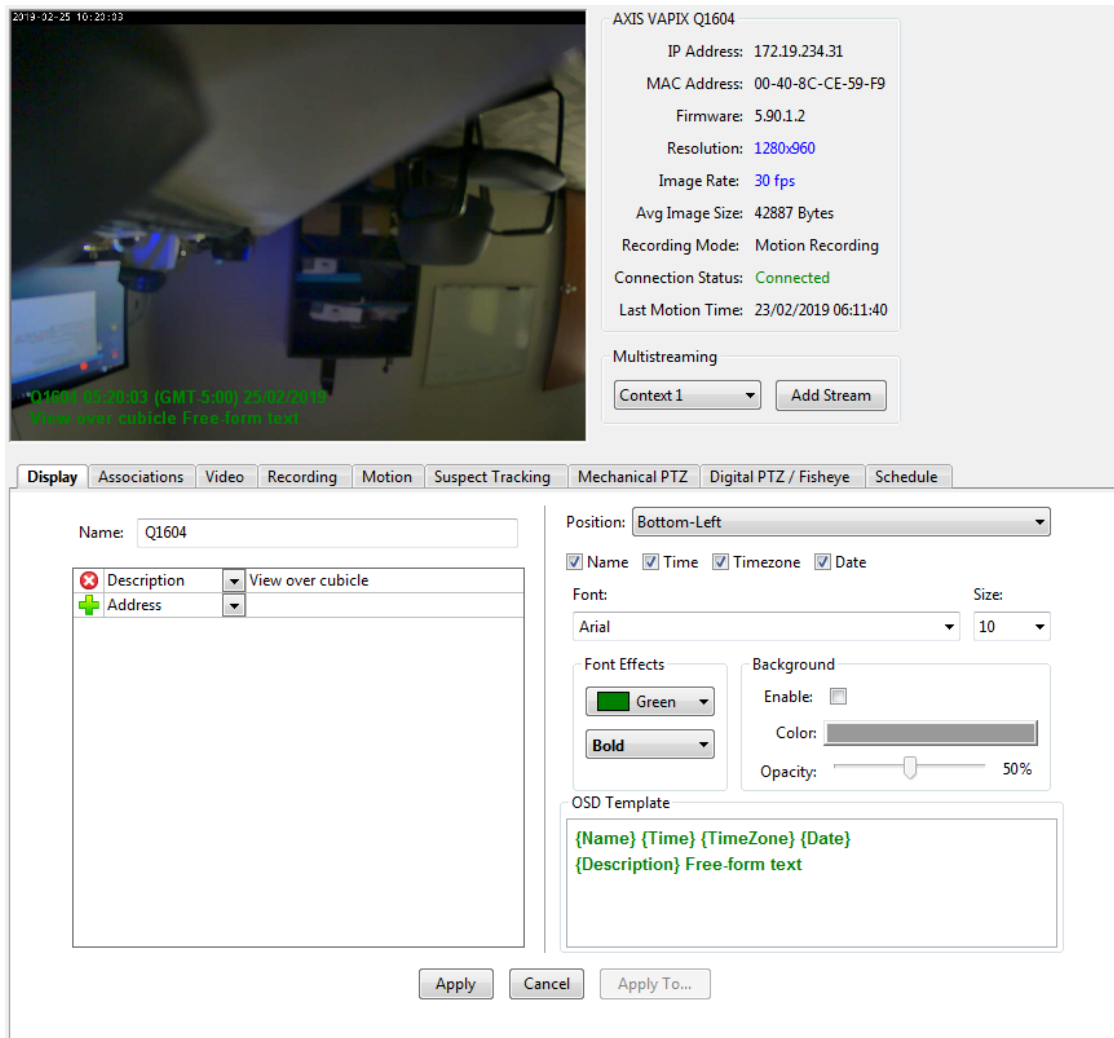 2019-02-25 10:20:03
Q1604 05:20:03 (GMT-5:00) 25/02/2019
View over cubicle Free-form text
AXIS VAPIX Q1604
IP Address: 172.19.234.31
MAC Address: 00-40-8C-CE-59-F9
Firmware: 5.90.1.2
Resolution: 1280x960
Image Rate: 30 fps
Avg Image Size: 42887 Bytes
Recording Mode: Motion Recording
Connection Status: Connected
Last Motion Time: 23/02/2019 06:11:40
Multistreaming
Context 1 Add Stream
Display Associations Video Recording Motion Suspect Tracking Mechanical PTZ Digital PTZ / Fisheye Schedule
Name: Q1604
Description View over cubicle
Address
Position: Bottom-Left
Name Time Timezone Date
Font: Size:
Arial 10
Font Effects
Green
Bold
Background
Enable:
Color:
Opacity: 50%
OSD Template
{Name} {Time} {TimeZone} {Date}
{Description} Free-form text
Apply Cancel Apply To...